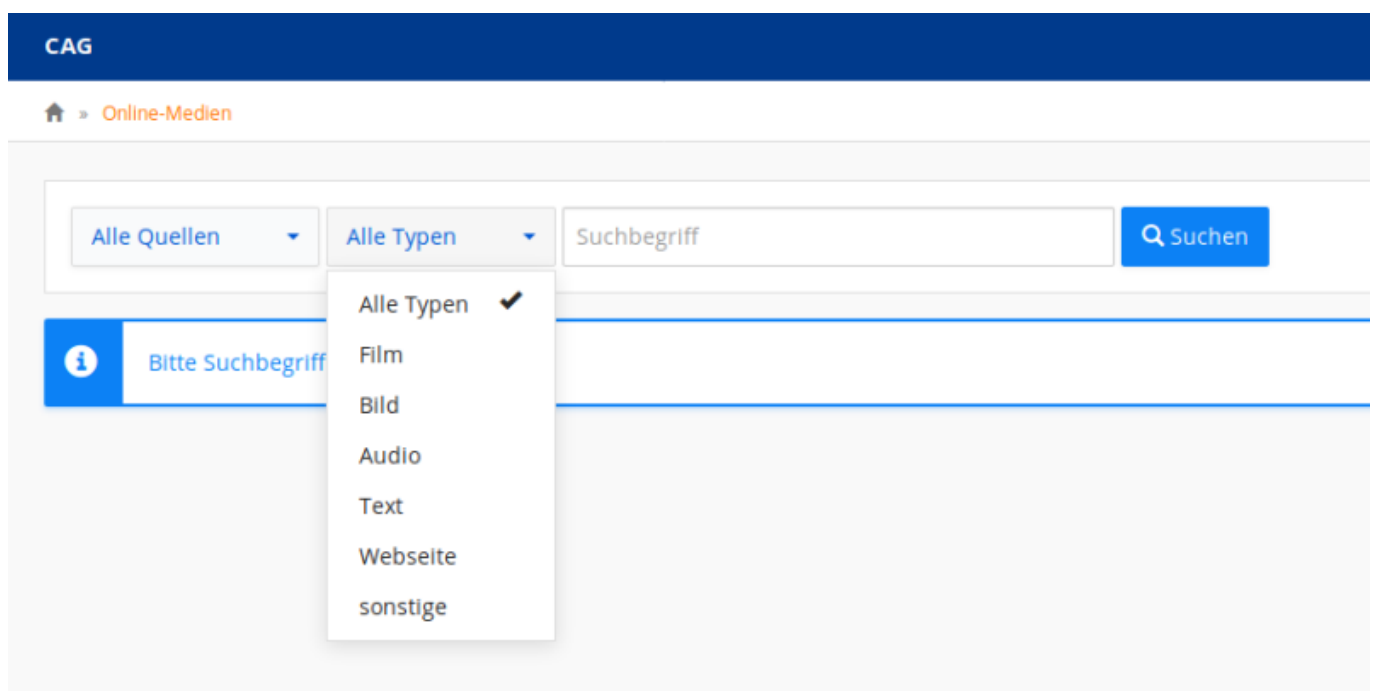 CAG
» Online-Medien
Alle Quellen Alle Typen Suchbegriff Suchen
Alle Typen
Film
Bitte Suchbegriff
Bild
Audio
Text
Webseite
sonstige